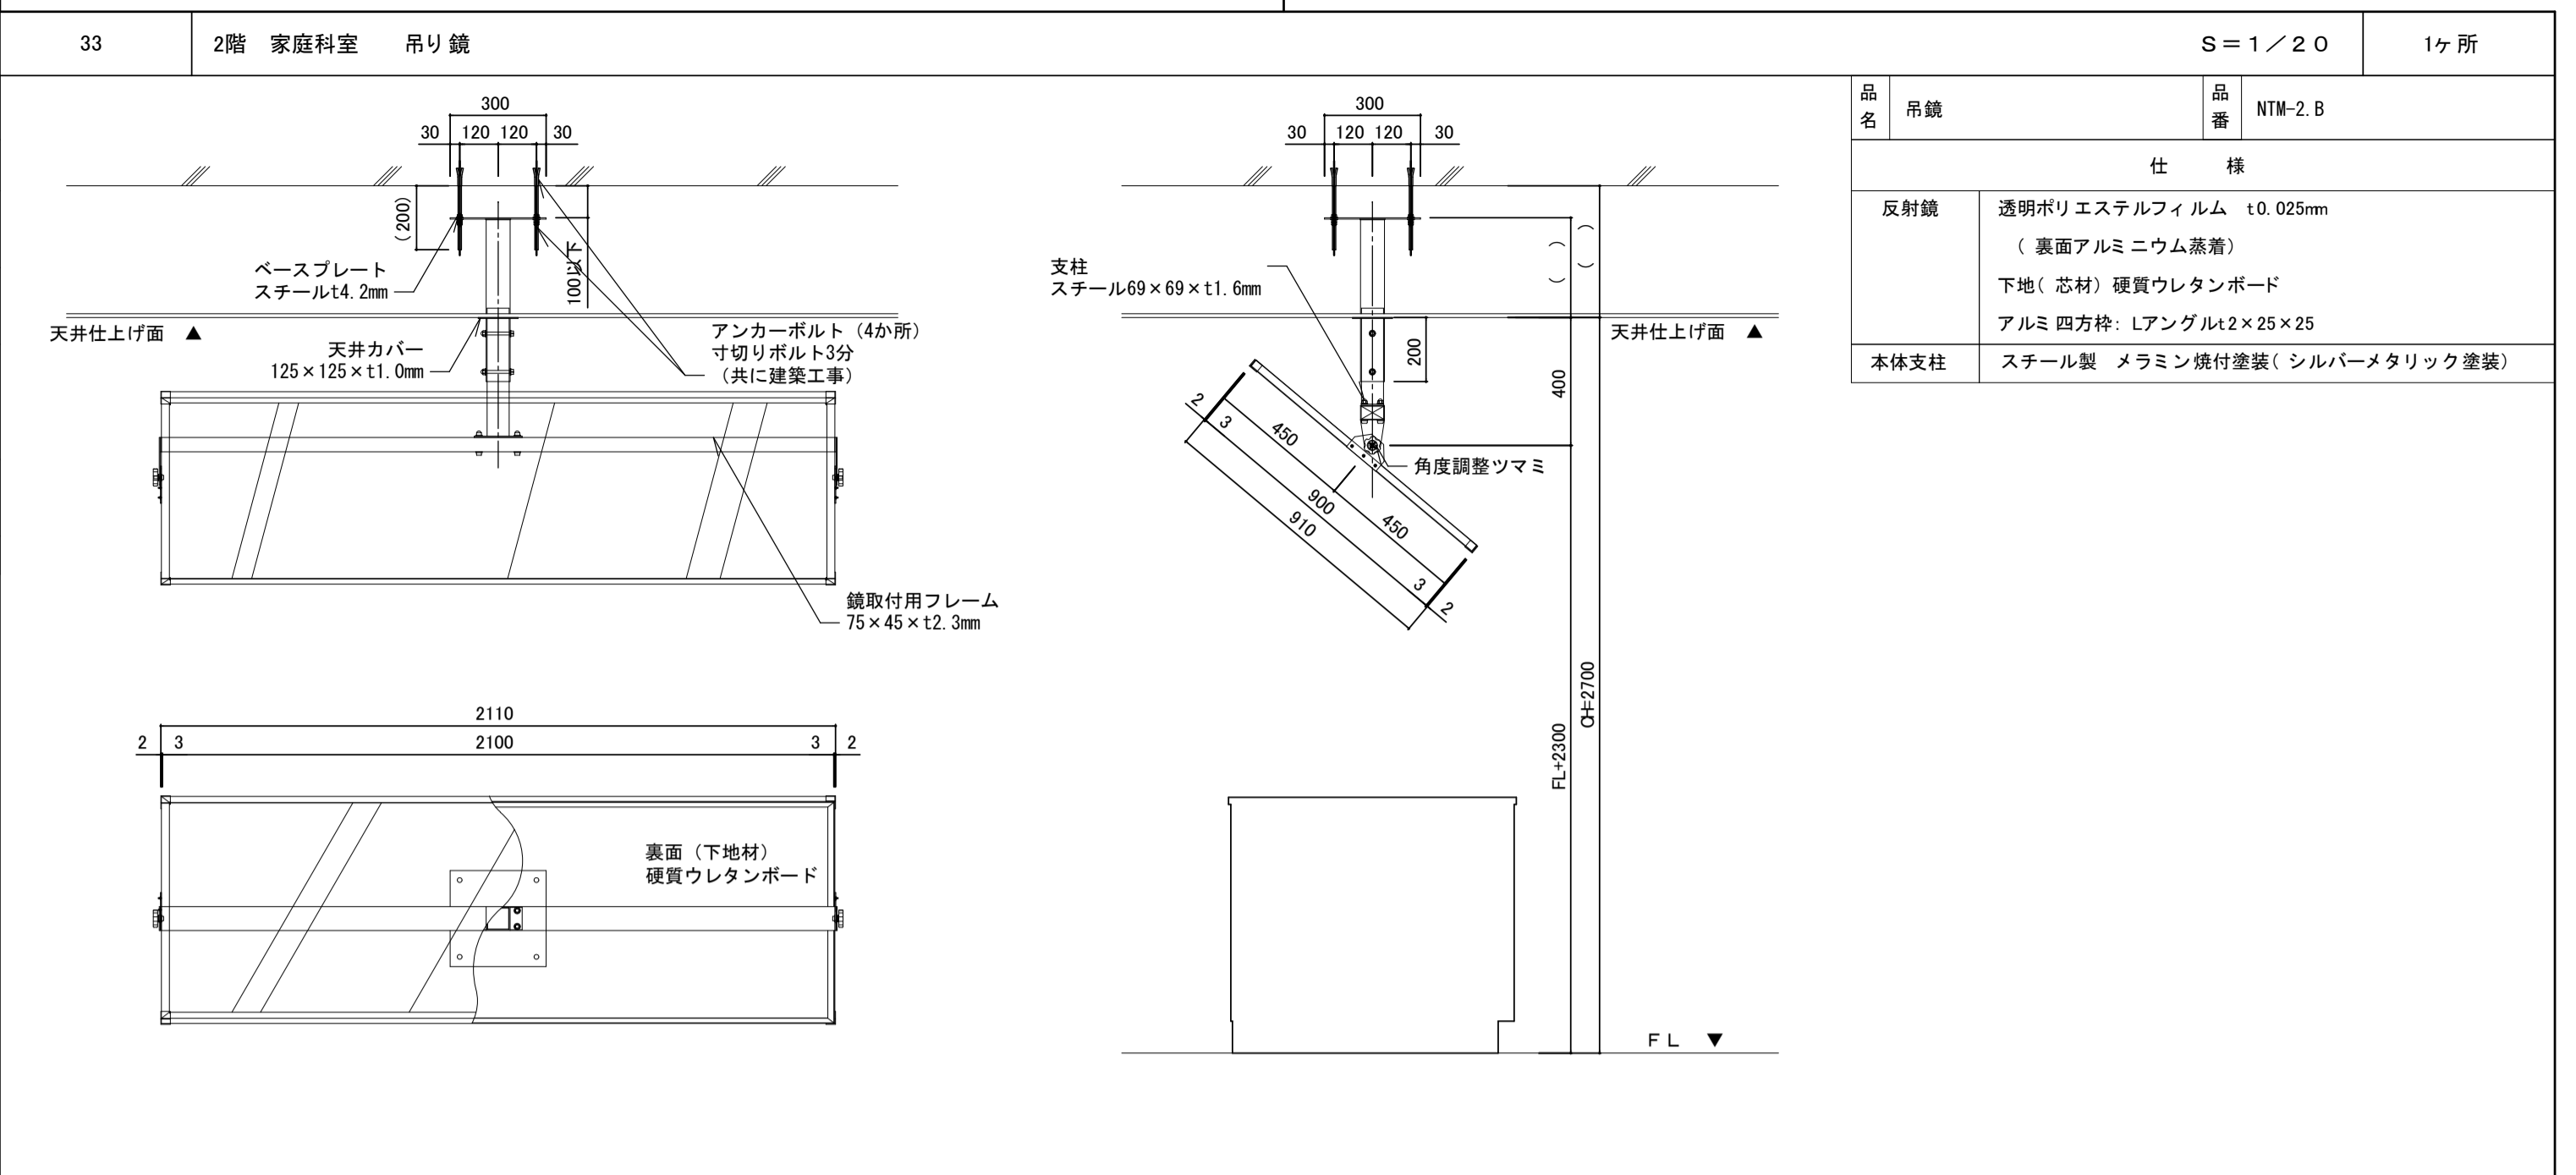 33
2階 家庭科室 吊り鏡
S=1／20
1ヶ所
品名
吊鏡
品番
NTM-2.B
仕 様
反射鏡
透明ポリエステルフィルム t0.025mm
（裏面アルミニウム蒸着）
下地（芯材）硬質ウレタンボード
アルミ四方枠：Lアングルt2×25×25
本体支柱
スチール製 メラミン焼付塗装（シルバーメタリック塗装）
300
30 120 120 30
(200)
100以下
ベースプレート
スチールt4.2mm
天井仕上げ面 ▲
天井カバー
125×125×t1.0mm
アンカーボルト（4か所）
寸切りボルト3分
（共に建築工事）
鏡取付用フレーム
75×45×t2.3mm
2110
2 3 2100 3 2
裏面（下地材）
硬質ウレタンボード
300
30 120 120 30
支柱
スチール69×69×t1.6mm
( )
( )
天井仕上げ面 ▲
200
400
2
3
450
900
910
450
3
2
角度調整ツマミ
FL+2300
CH=2700
FL ▼